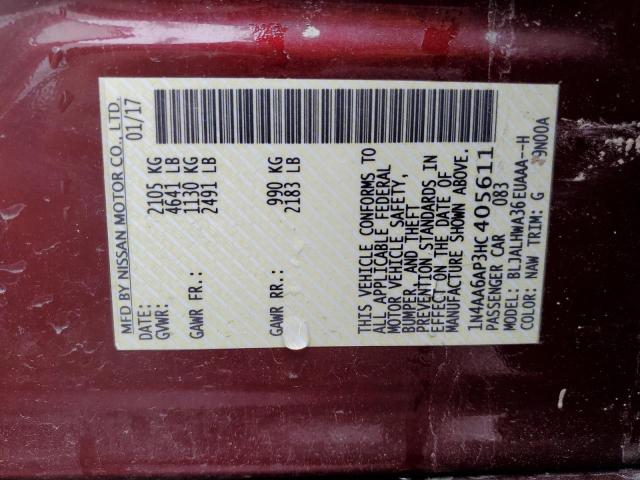 MFD BY NISSAN MOTOR CO., LTD.
DATE: 01/17
GVWR: 2105 KG
4641 LB
GAWR FR.: 1130 KG
2491 LB
GAWR RR.: 990 KG
2183 LB
THIS VEHICLE CONFORMS TO
ALL APPLICABLE FEDERAL
MOTOR VEHICLE SAFETY,
BUMPER, AND THEFT
PREVENTION STANDARDS IN
EFFECT ON THE DATE OF
MANUFACTURE SHOWN ABOVE.
1N4AA6AP3HC405611
PASSENGER CAR 083
MODEL: BLJALHWA36EUAAA--H
COLOR: NAW TRIM: G
A00N6